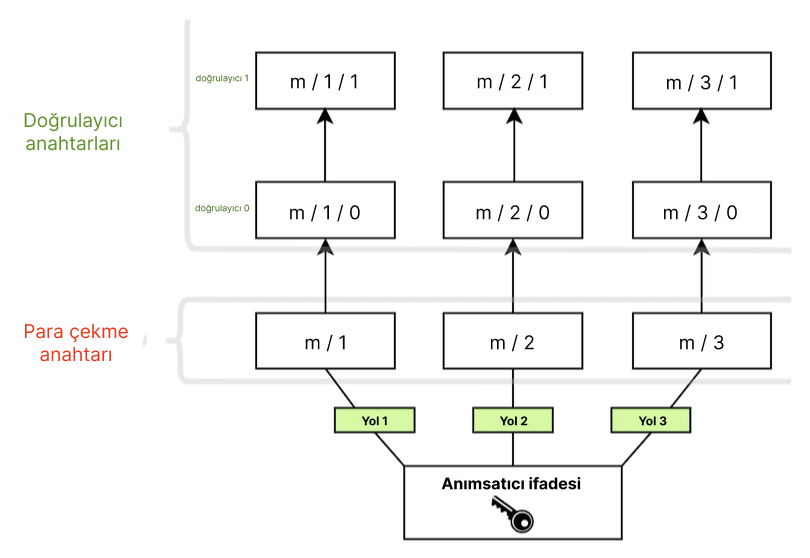 doğrulayıcı 1
m / 1 / 1
m / 2 / 1
m / 3 / 1
Doğrulayıcı
anahtarları
doğrulayıcı 0
m / 1 / 0
m / 2 / 0
m / 3 / 0
Para çekme
anahtarı
m / 1
m / 2
m / 3
Yol 1
Yol 2
Yol 3
Anımsatıcı ifadesi